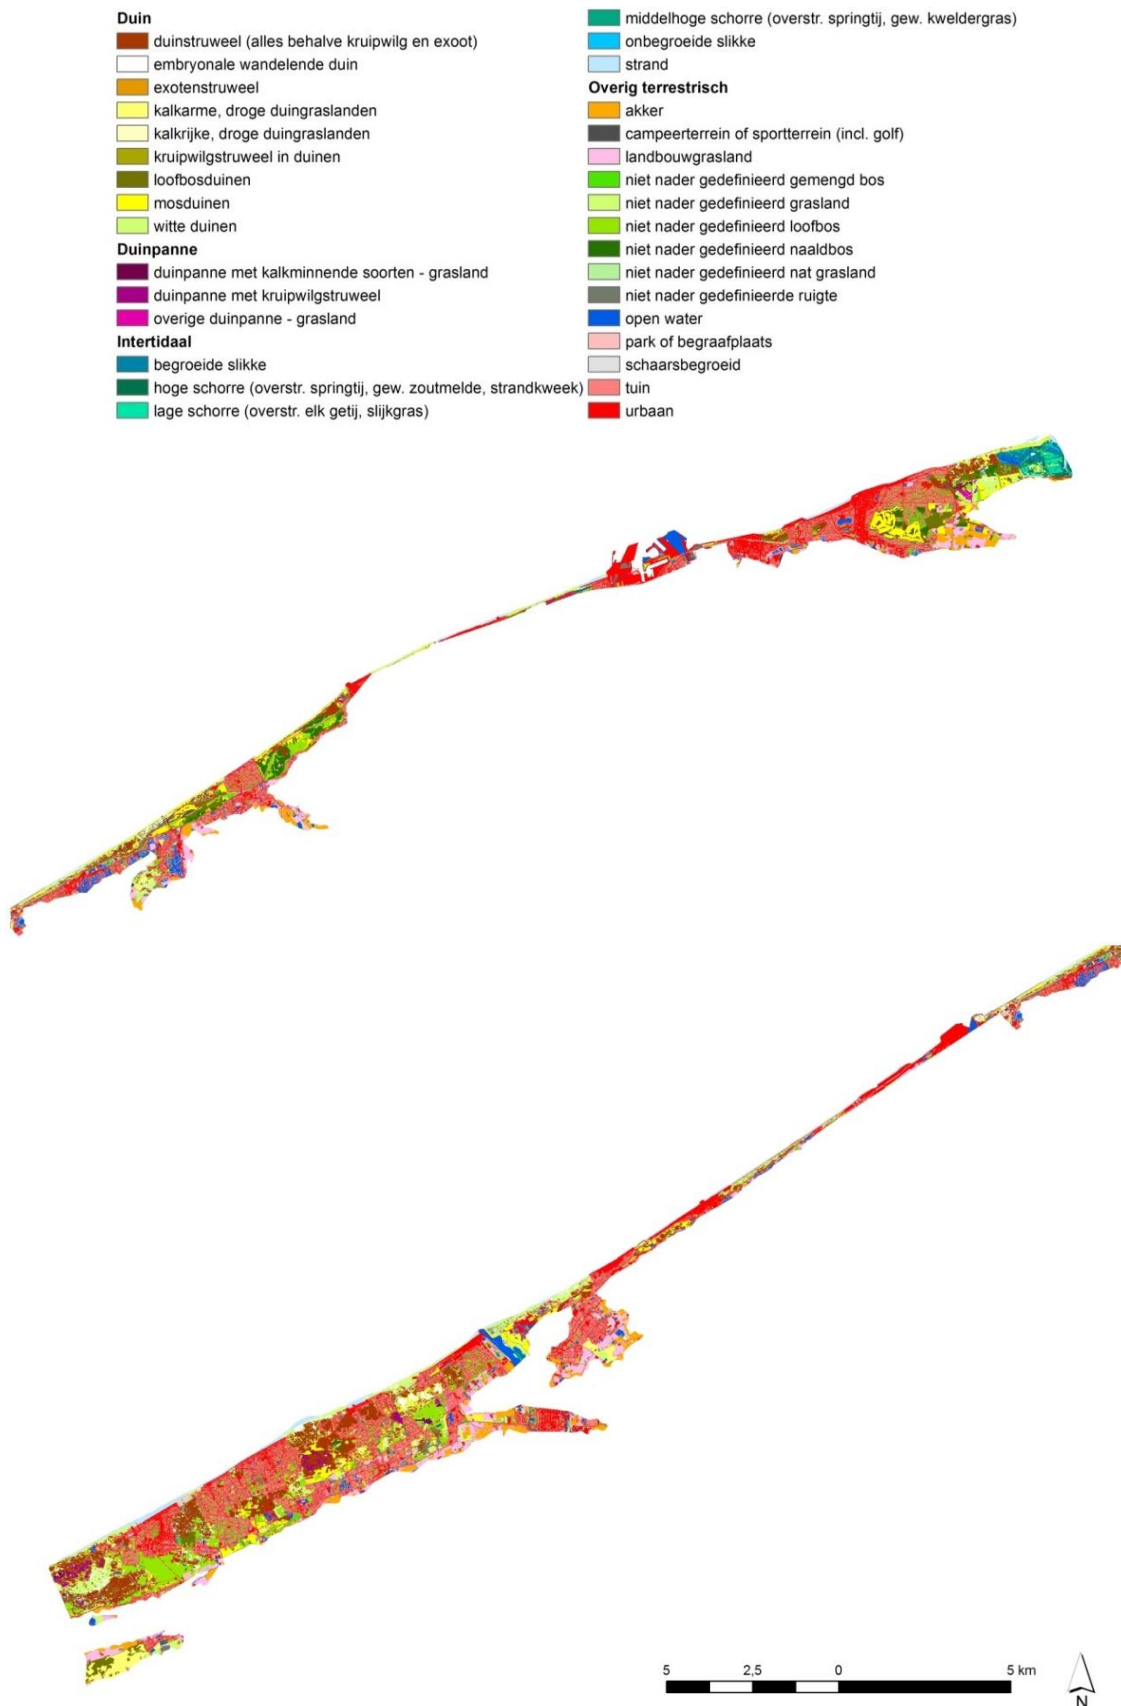 Duin
duinstruweel (alles behalve kruipwilg en exoot)
embryonale wandelende duin
exotenstruweel
kalkarme, droge duingraslanden
kalkrijke, droge duingraslanden
kruipwilgstruweel in duinen
loofbosduinen
mosduinen
witte duinen
Duinpanne
duinpanne met kalkminnende soorten - grasland
duinpanne met kruipwilgstruweel
overige duinpanne - grasland
Intertidaal
begroeide slikke
hoge schorre (overstr. springtij, gew. zoutmelde, strandkweek)
lage schorre (overstr. elk getij, slijkgras)
middelhoge schorre (overstr. springtij, gew. kweldergras)
onbegroeide slikke
strand
Overig terrestrisch
akker
campeerterrein of sportterrein (incl. golf)
landbouwgrasland
niet nader gedefinieerd gemengd bos
niet nader gedefinieerd grasland
niet nader gedefinieerd loofbos
niet nader gedefinieerd naaldbos
niet nader gedefinieerd nat grasland
niet nader gedefinieerde ruigte
open water
park of begraafplaats
schaarsbegroeid
tuin
urbaan
5 2,5 0 5 km
N